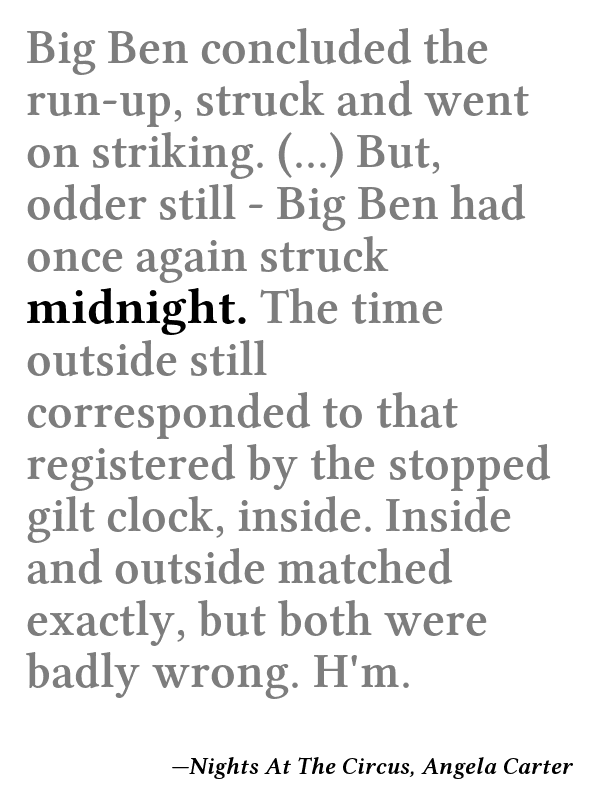 Big Ben concluded the
run-up, struck and went
on striking. (…) But,
odder still - Big Ben had
once again struck
midnight. The time
outside still
corresponded to that
registered by the stopped
gilt clock, inside. Inside
and outside matched
exactly, but both were
badly wrong. H'm.
—Nights At The Circus, Angela Carter